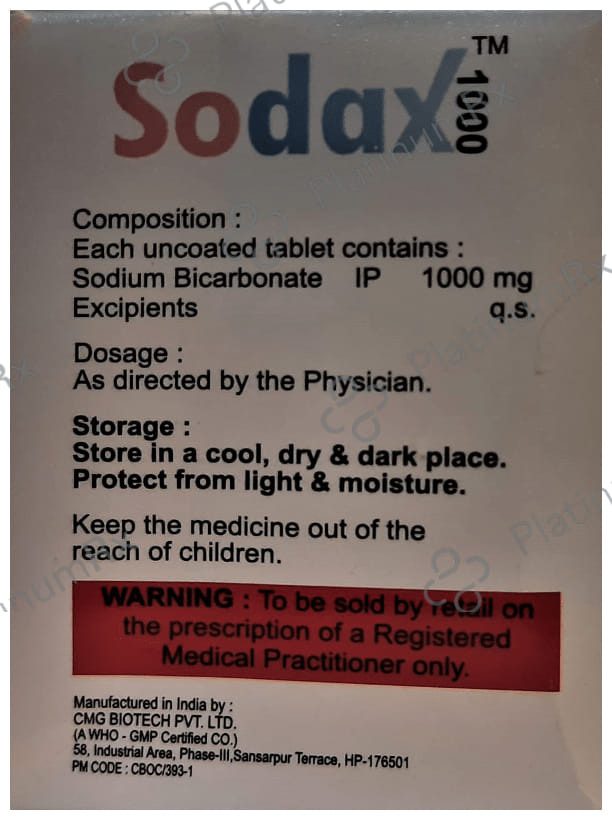 Sodax 1000 TM
Composition :
Each uncoated tablet contains :
Sodium Bicarbonate IP 1000 mg
Excipients q.s.
Dosage :
As directed by the Physician.
Storage :
Store in a cool, dry & dark place.
Protect from light & moisture.
Keep the medicine out of the
reach of children.
WARNING : To be sold by retail on
the prescription of a Registered
Medical Practitioner only.
Manufactured in India by :
CMG BIOTECH PVT. LTD.
(A WHO - GMP Certified CO.)
58, Industrial Area, Phase-III,Sansarpur Terrace, HP-176501
PM CODE : CBOC/393-1
PlatinumRx